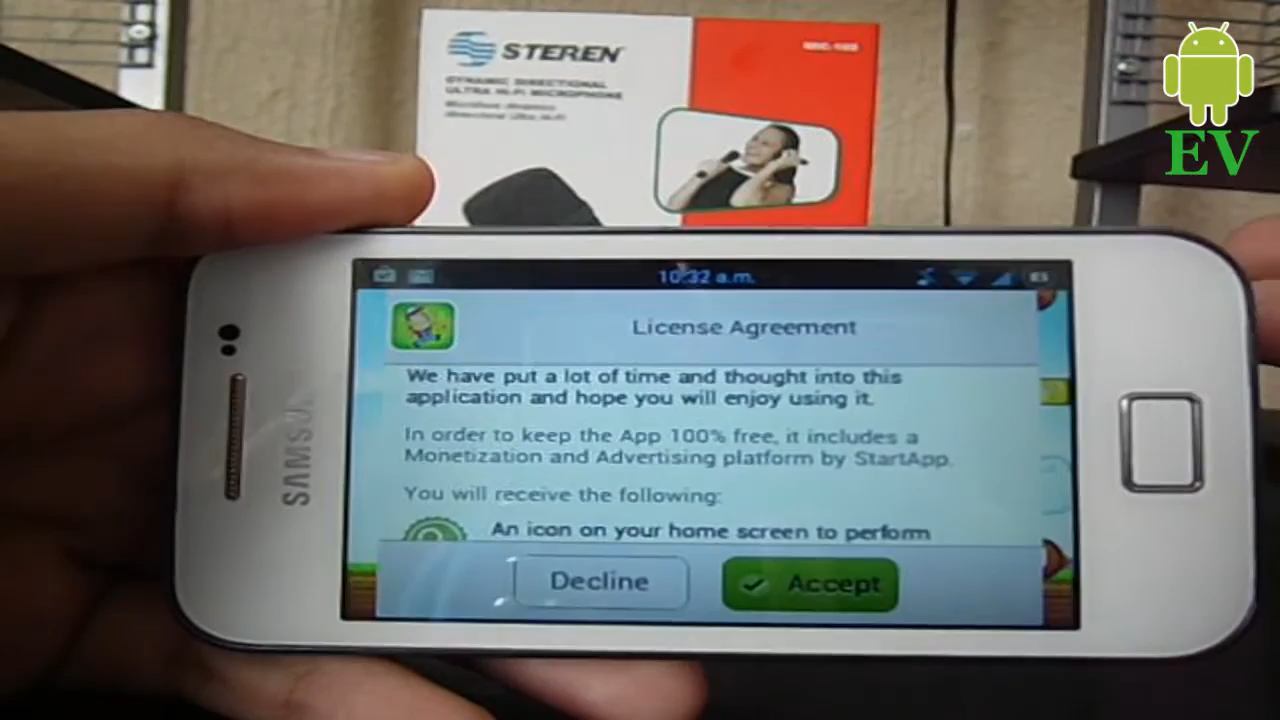 STEREN
DYNAMIC DIRECTIONAL
ULTRA HI-FI MICROPHONE
MIC-165
EV
SAMSUNG
10:32 a.m.
License Agreement
We have put a lot of time and thought into this
application and hope you will enjoy using it.
In order to keep the App 100% free, it includes a
Monetization and Advertising platform by StartApp.
You will receive the following:
An icon on your home screen to perform
Decline
Accept